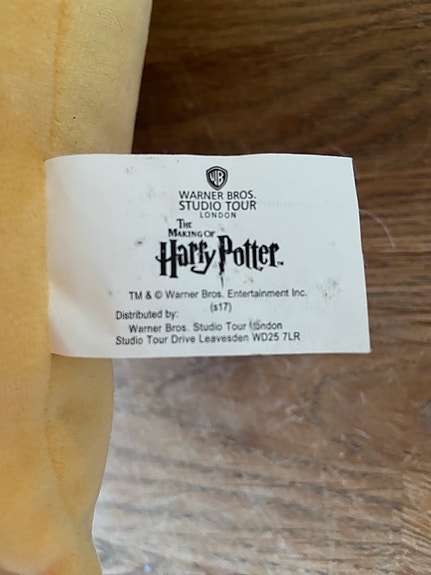 WB
WARNER BROS.
STUDIO TOUR
LONDON
THE
MAKING OF
Harry Potter™
TM & © Warner Bros. Entertainment Inc.
(s17)
Distributed by:
Warner Bros. Studio Tour London
Studio Tour Drive Leavesden WD25 7LR